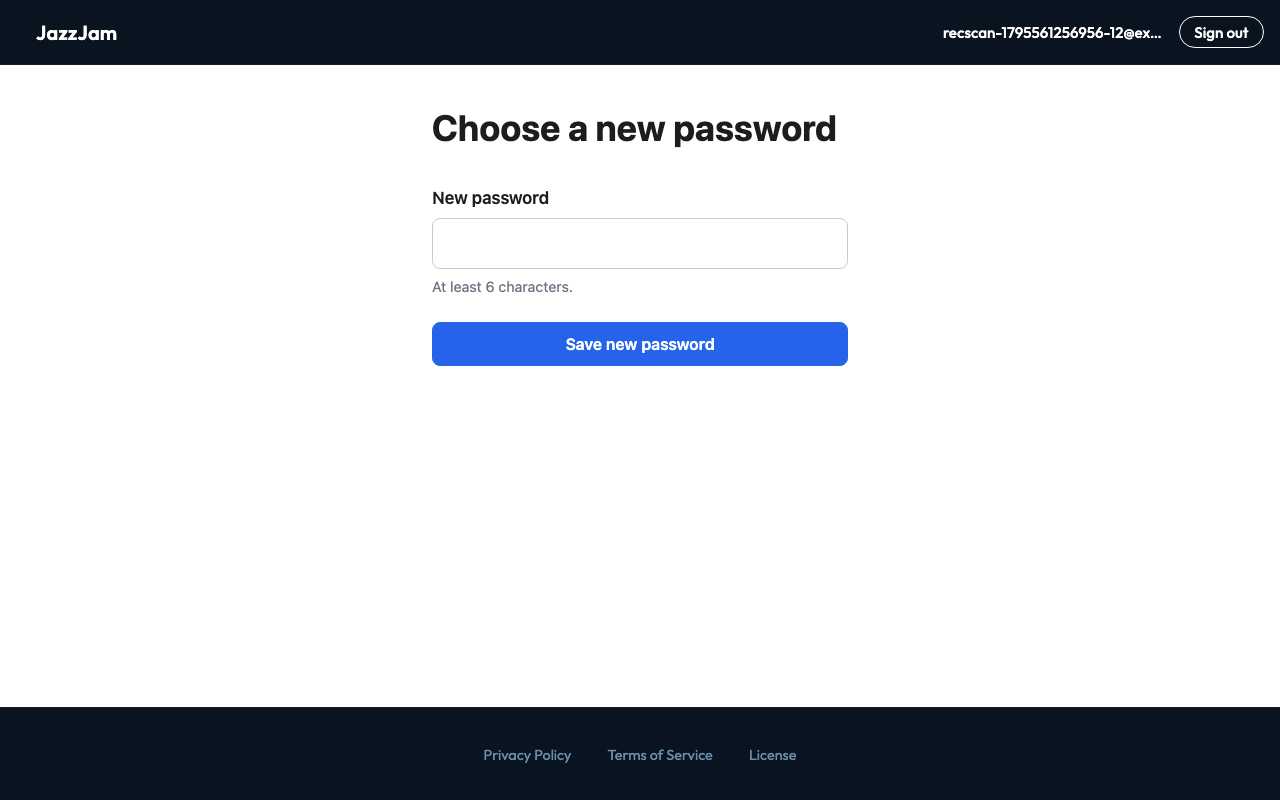 JazzJam
recscan-1795561256956-12@ex...
Sign out
Choose a new password
New password
At least 6 characters.
Save new password
Privacy Policy
Terms of Service
License